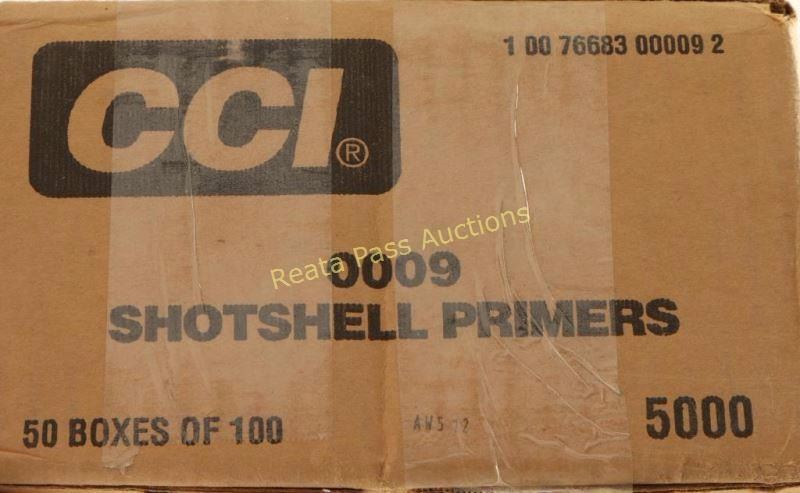 CCI®
1 00 76683 00009 2
Reata Pass Auctions
0009
SHOTSHELL PRIMERS
50 BOXES OF 100
5000